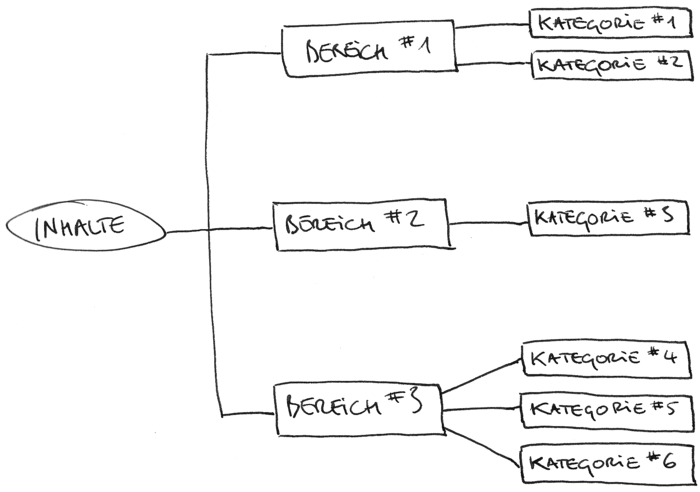 INHALTE
BEREICH #1
KATEGORIE #1
KATEGORIE #2
BEREICH #2
KATEGORIE #3
BEREICH #3
KATEGORIE #4
KATEGORIE #5
KATEGORIE #6